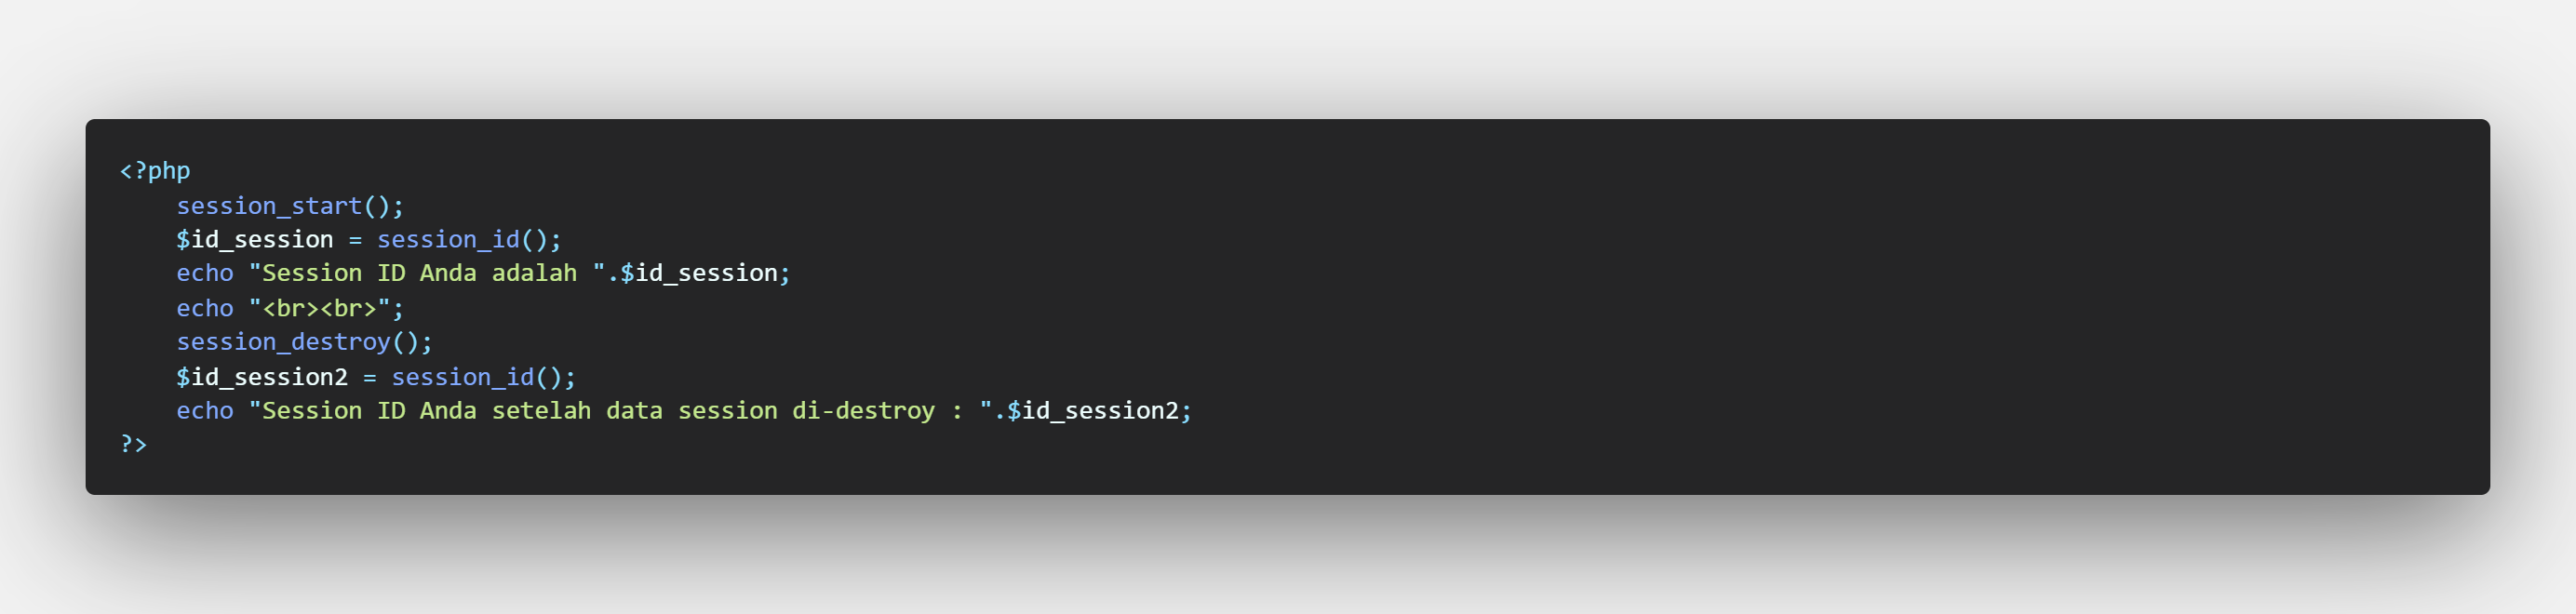 <?php
session_start();
$id_session = session_id();
echo "Session ID Anda adalah ".$id_session;
echo "<br><br>";
session_destroy();
$id_session2 = session_id();
echo "Session ID Anda setelah data session di-destroy : ".$id_session2;
?>